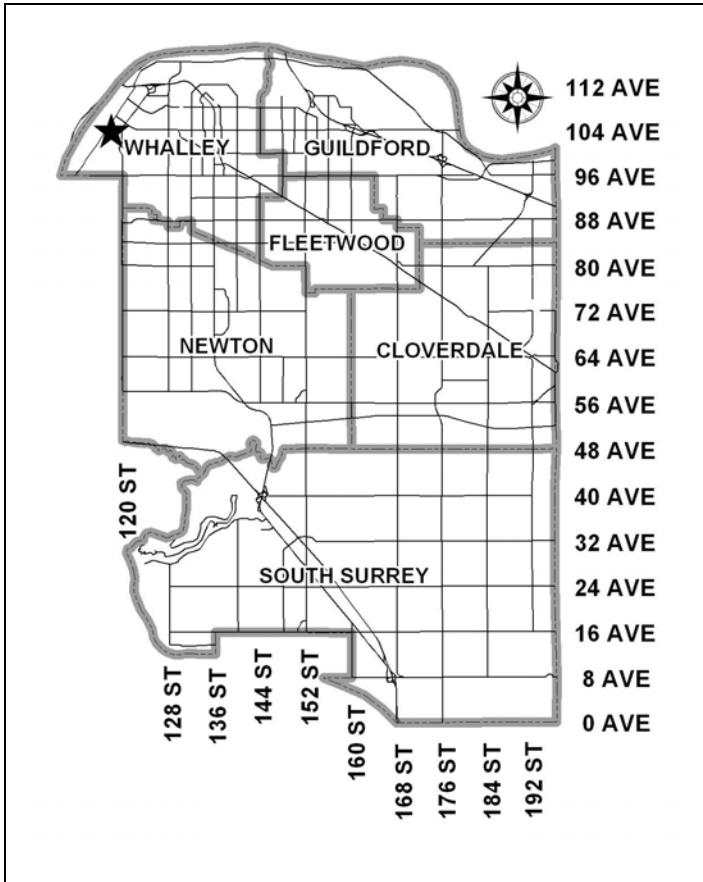 112 AVE
104 AVE
WHALLEY
GUILDFORD
96 AVE
88 AVE
FLEETWOOD
80 AVE
72 AVE
NEWTON
CLOVERDALE
64 AVE
56 AVE
48 AVE
120 ST
40 AVE
32 AVE
SOUTH SURREY
24 AVE
16 AVE
8 AVE
0 AVE
128 ST
136 ST
144 ST
152 ST
160 ST
168 ST
176 ST
184 ST
192 ST